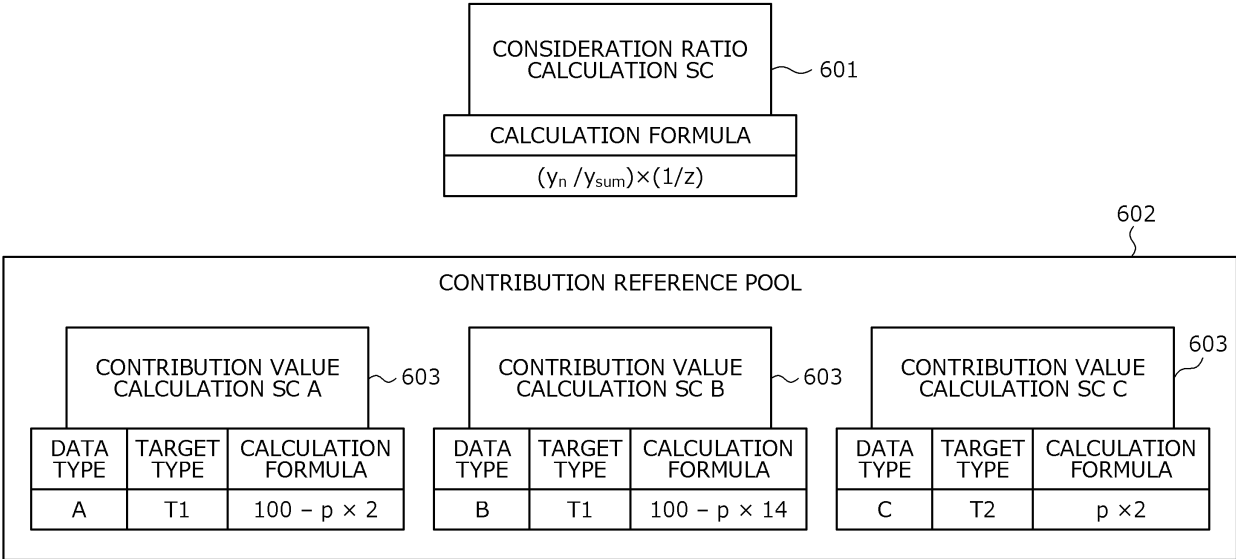 CONSIDERATION RATIO
CALCULATION SC
601
CALCULATION FORMULA
(yn /ysum)×(1/z)
602
CONTRIBUTION REFERENCE POOL
CONTRIBUTION VALUE
CALCULATION SC A
603
DATA TYPE TARGET TYPE CALCULATION FORMULA
A T1 100 – p × 2
CONTRIBUTION VALUE
CALCULATION SC B
603
DATA TYPE TARGET TYPE CALCULATION FORMULA
B T1 100 – p × 14
CONTRIBUTION VALUE
CALCULATION SC C
603
DATA TYPE TARGET TYPE CALCULATION FORMULA
C T2 p ×2